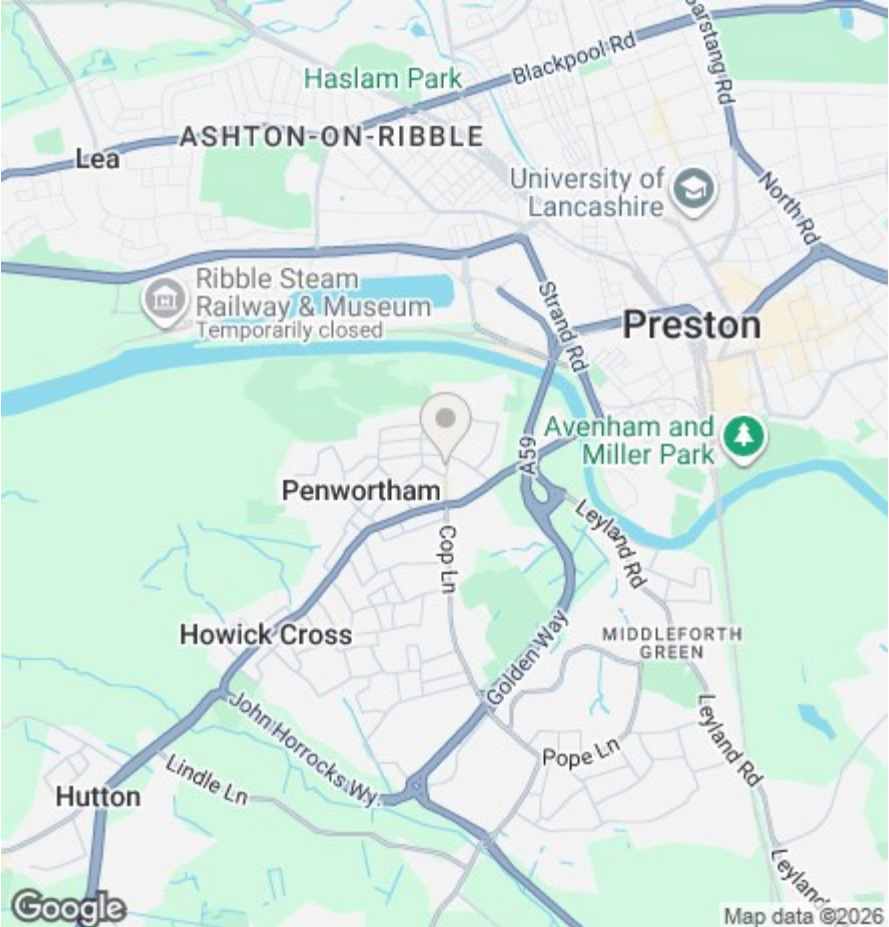 Blackpool Rd
Haslam Park
ASHTON-ON-RIBBLE
Lea
University of
Lancashire
North Rd
Ribble Steam
Railway & Museum
Temporarily closed
Strand Rd
Preston
Avenham and
Miller Park
A59
Penwortham
Leyland Rd
Cop Ln
Howick Cross
MIDDLEFORTH
GREEN
Golden Way
John Horrocks Wy.
Leyland Rd
Pope Ln
Lindle Ln
Hutton
Google
Map data ©2026